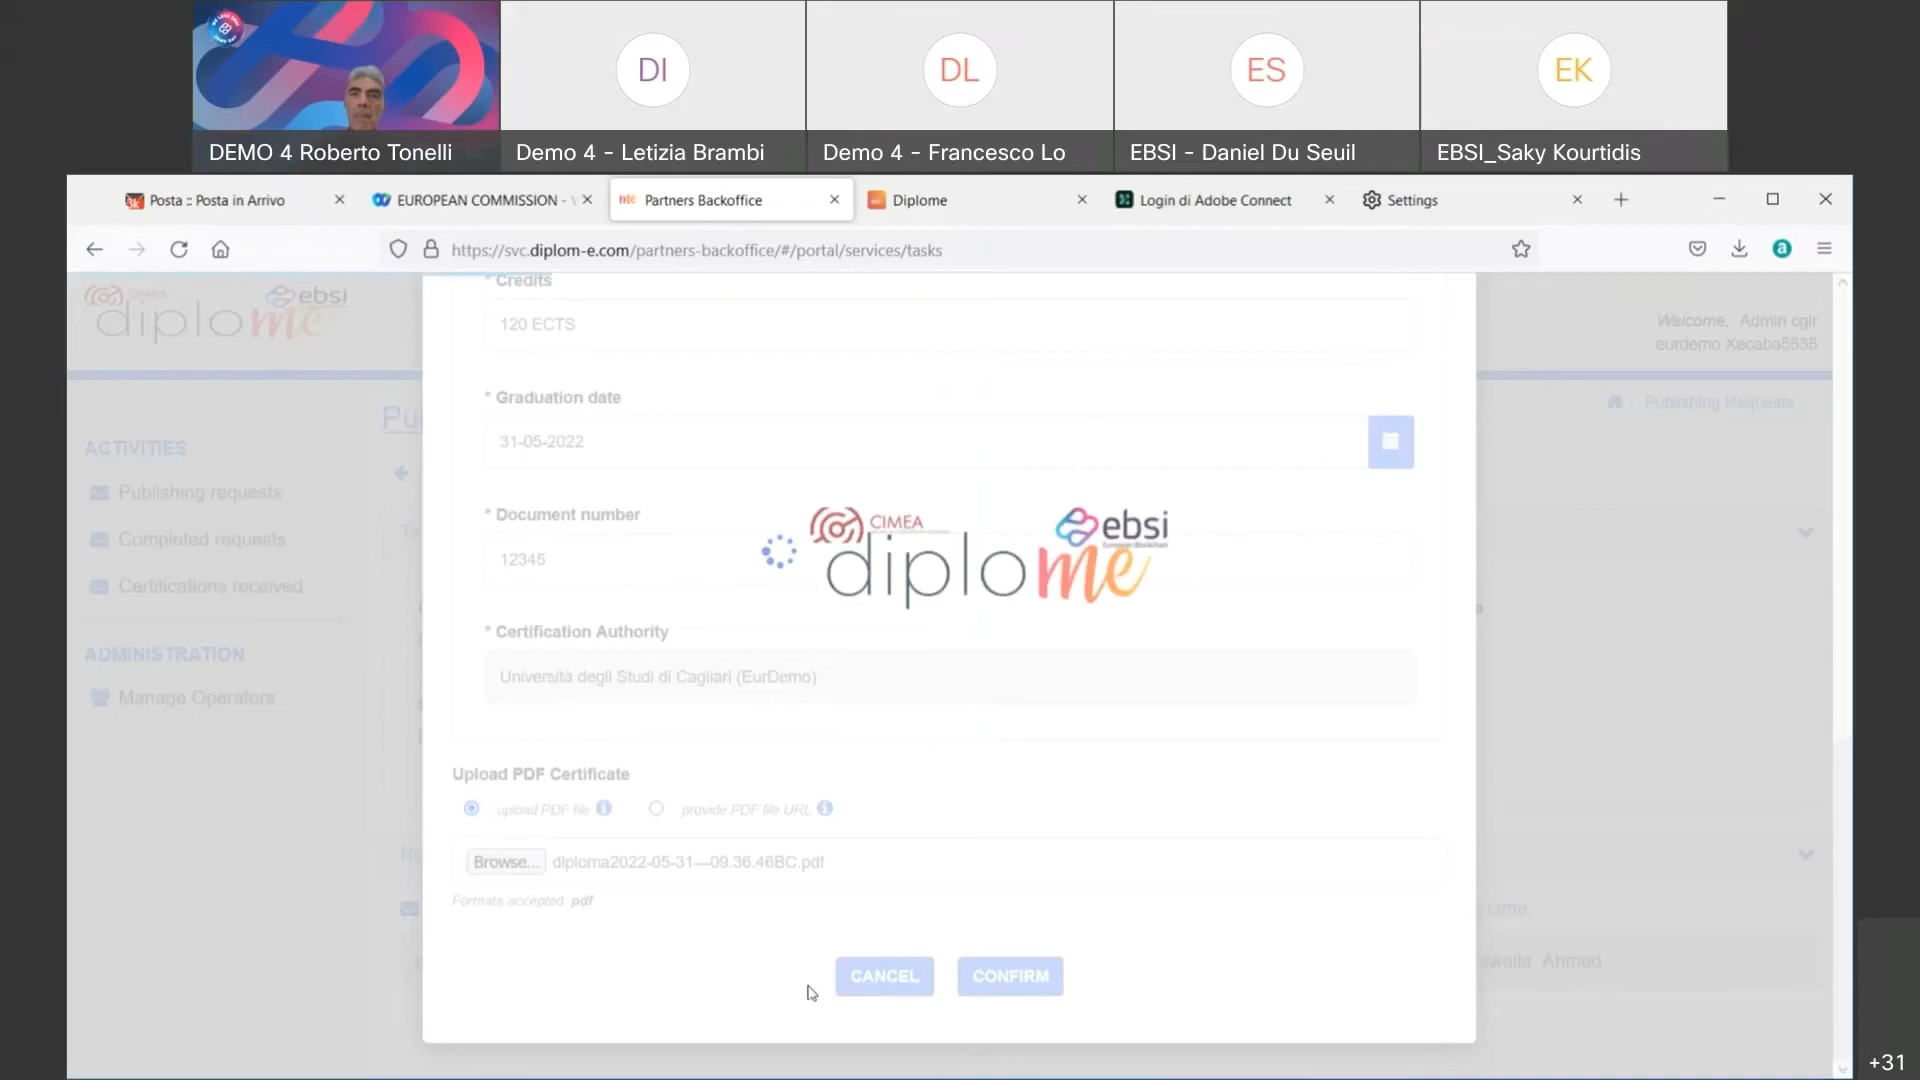 DI
DL
ES
EK
DEMO 4 Roberto Tonelli
Demo 4 - Letizia Brambi
Demo 4 - Francesco Lo
EBSI - Daniel Du Seuil
EBSI_Saky Kourtidis
Posta :: Posta in Arrivo
EUROPEAN COMMISSION -
Partners Backoffice
Diplome
Login di Adobe Connect
Settings
https://svc.diplom-e.com/partners-backoffice/#/portal/services/tasks
CIMEA
ebsi
diplome
Welcome, Admin cglr
eurdemo Xecaba5535
Publishing Requests
ACTIVITIES
Publishing requests
Completed requests
Certifications received
ADMINISTRATION
Manage Operators
* Credits
120 ECTS
* Graduation date
31-05-2022
* Document number
12345
* Certification Authority
Università degli Studi di Cagliari (EurDemo)
CIMEA
ebsi
diplome
Upload PDF Certificate
upload PDF file
provide PDF file URL
Browse... diploma2022-05-31—09.36.46BC.pdf
Formats accepted pdf
CANCEL
CONFIRM
Ahmed
+31